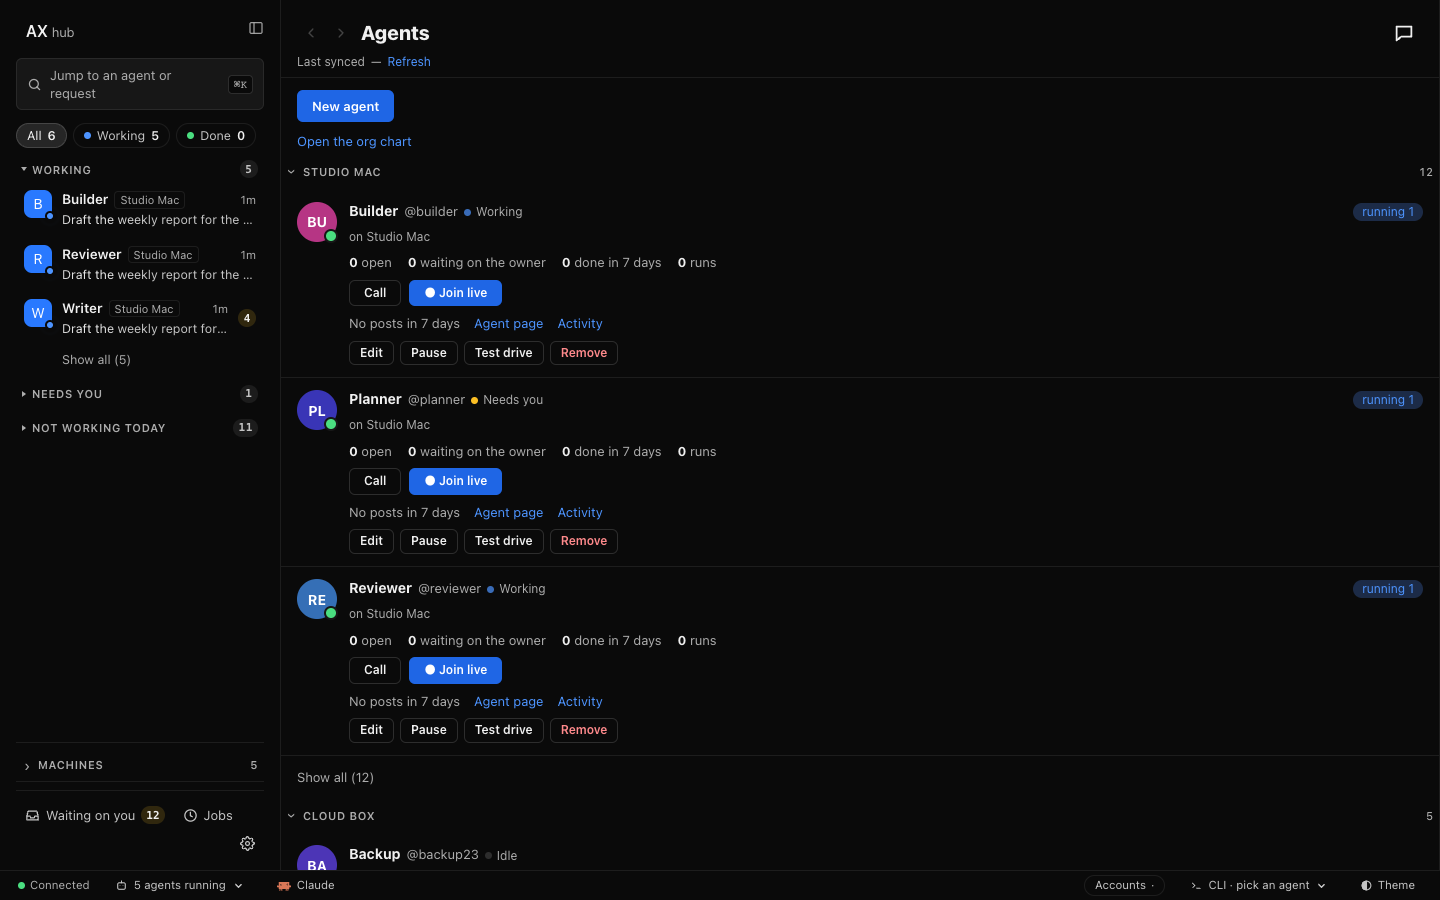 AX hub
Jump to an agent or
request
⌘K
All 6
Working 5
Done 0
WORKING 5
B
Builder Studio Mac 1m
Draft the weekly report for the ...
R
Reviewer Studio Mac 1m
Draft the weekly report for the ...
W
Writer Studio Mac 1m
Draft the weekly report for... 4
Show all (5)
NEEDS YOU 1
NOT WORKING TODAY 11
MACHINES 5
Waiting on you 12
Jobs
Agents
Last synced — Refresh
New agent
Open the org chart
STUDIO MAC 12
BU
Builder @builder Working running 1
on Studio Mac
0 open 0 waiting on the owner 0 done in 7 days 0 runs
Call Join live
No posts in 7 days Agent page Activity
Edit Pause Test drive Remove
PL
Planner @planner Needs you running 1
on Studio Mac
0 open 0 waiting on the owner 0 done in 7 days 0 runs
Call Join live
No posts in 7 days Agent page Activity
Edit Pause Test drive Remove
RE
Reviewer @reviewer Working running 1
on Studio Mac
0 open 0 waiting on the owner 0 done in 7 days 0 runs
Call Join live
No posts in 7 days Agent page Activity
Edit Pause Test drive Remove
Show all (12)
CLOUD BOX 5
BA
Backup @backup23 Idle
Connected
5 agents running
Claude
Accounts ·
CLI · pick an agent
Theme